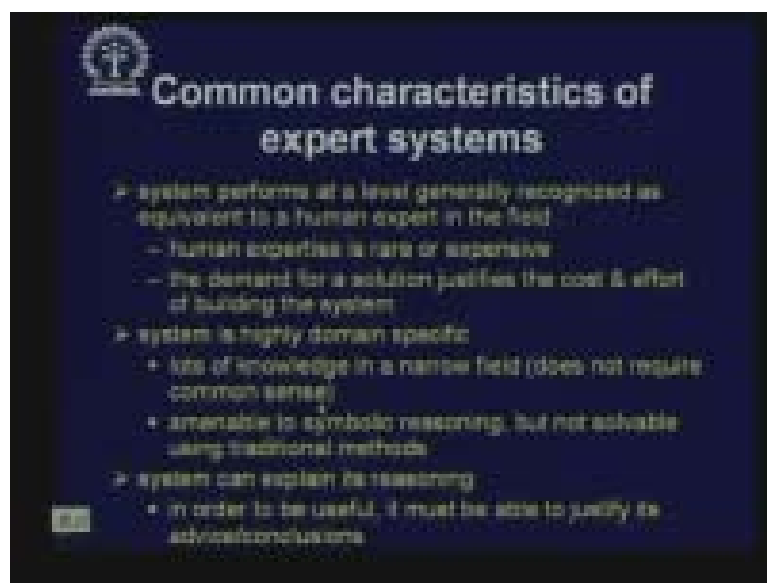 Common characteristics of
expert systems
➢ system performs at a level generally recognized as
equivalent to a human expert in the field
– human expertise is rare or expensive
– the demand for a solution justifies the cost & effort
of building the system
➢ system is highly domain specific
• lots of knowledge in a narrow field (does not require
common sense)
• amenable to symbolic reasoning, but not solvable
using traditional methods
➢ system can explain its reasoning
• in order to be useful, it must be able to justify its
advice/conclusions